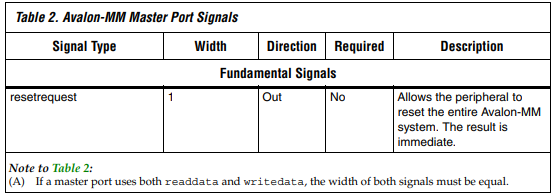 Table 2. Avalon-MM Master Port Signals
Signal Type Width Direction Required Description
Fundamental Signals
resetrequest 1 Out No Allows the peripheral to
reset the entire Avalon-MM
system. The result is
immediate.
Note to Table 2:
(A) If a master port uses both readdata and writedata, the width of both signals must be equal.